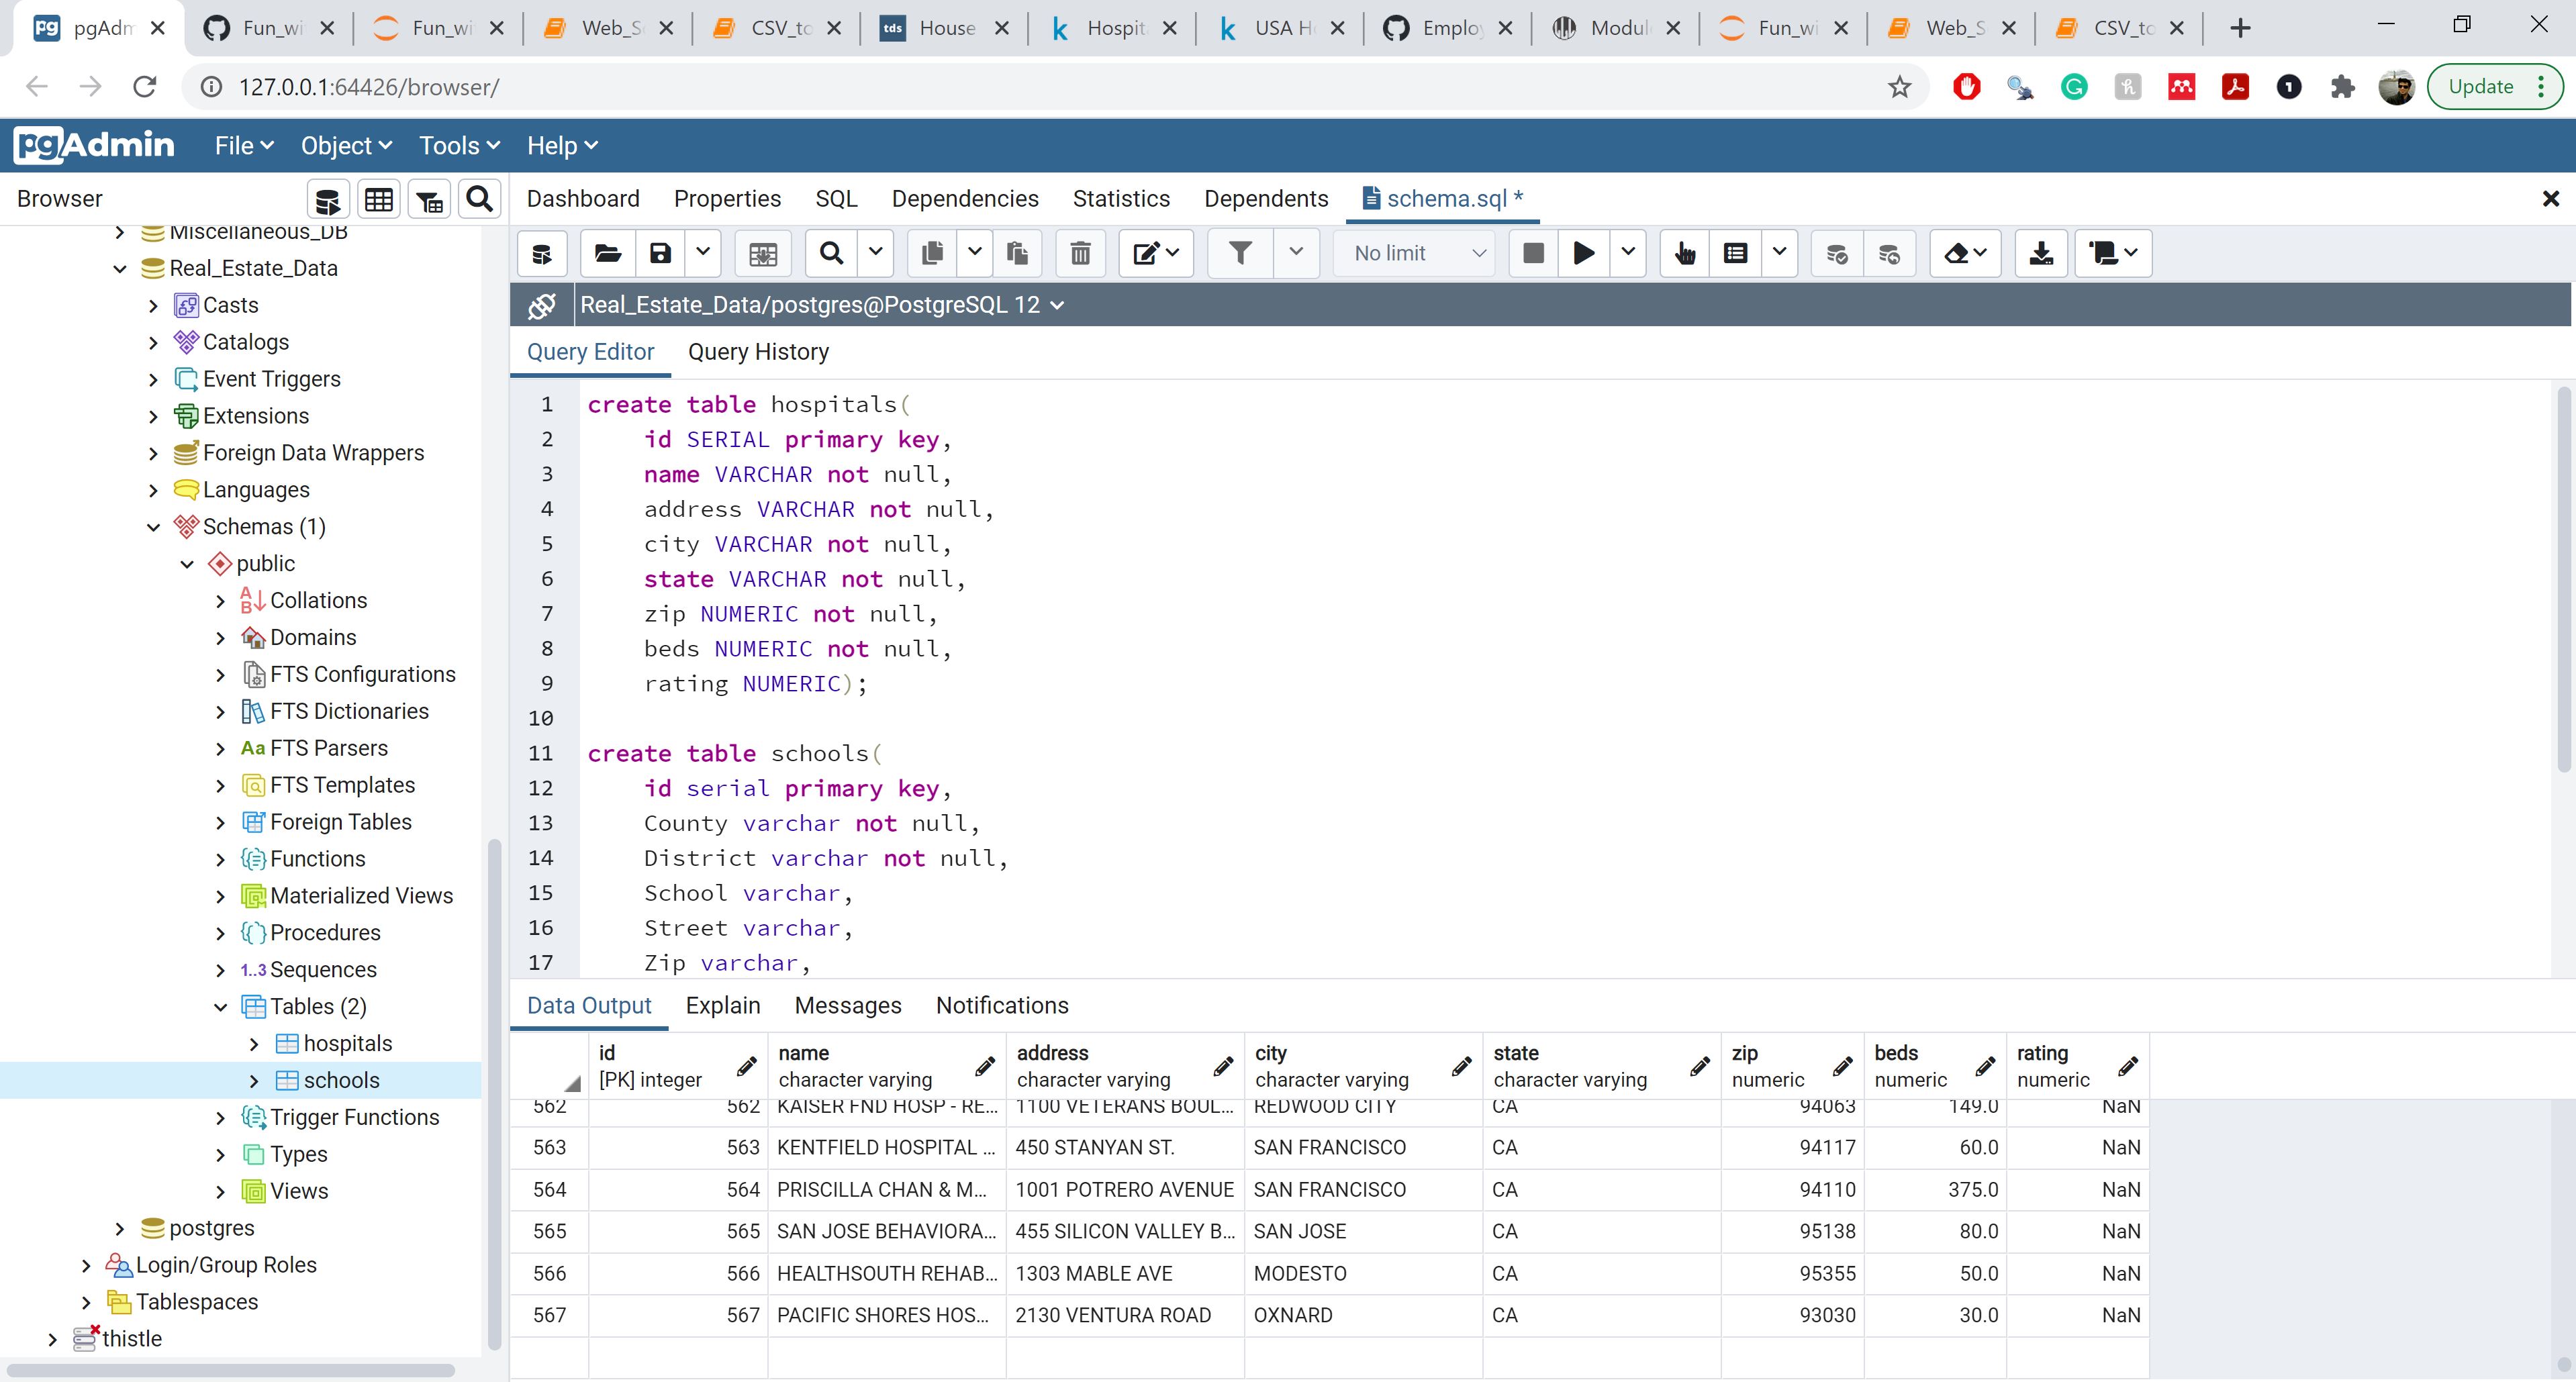 pgAdm Fun_wi Fun_wi Web_S CSV_to tds House k Hospit k USA H Employ Modul Fun_wi Web_S CSV_to
127.0.0.1:64426/browser/ Update
pgAdmin File Object Tools Help
Browser Dashboard Properties SQL Dependencies Statistics Dependents schema.sql *
No limit
Real_Estate_Data/postgres@PostgreSQL 12
Query Editor Query History
Miscellaneous_DB
Real_Estate_Data
Casts
Catalogs
Event Triggers
Extensions
Foreign Data Wrappers
Languages
Schemas (1)
public
Collations
Domains
FTS Configurations
FTS Dictionaries
Aa FTS Parsers
FTS Templates
Foreign Tables
Functions
Materialized Views
Procedures
1..3 Sequences
Tables (2)
hospitals
schools
Trigger Functions
Types
Views
postgres
Login/Group Roles
Tablespaces
thistle
1 create table hospitals(
2 id SERIAL primary key,
3 name VARCHAR not null,
4 address VARCHAR not null,
5 city VARCHAR not null,
6 state VARCHAR not null,
7 zip NUMERIC not null,
8 beds NUMERIC not null,
9 rating NUMERIC);
10
11 create table schools(
12 id serial primary key,
13 County varchar not null,
14 District varchar not null,
15 School varchar,
16 Street varchar,
17 Zip varchar,
Data Output Explain Messages Notifications
id name address city state zip beds rating
[PK] integer character varying character varying character varying character varying numeric numeric numeric
562 562 KAISER FND HOSP - RE... 1100 VETERANS BOUL... REDWOOD CITY CA 94063 149.0 NaN
563 563 KENTFIELD HOSPITAL ... 450 STANYAN ST. SAN FRANCISCO CA 94117 60.0 NaN
564 564 PRISCILLA CHAN & M... 1001 POTRERO AVENUE SAN FRANCISCO CA 94110 375.0 NaN
565 565 SAN JOSE BEHAVIORA... 455 SILICON VALLEY B... SAN JOSE CA 95138 80.0 NaN
566 566 HEALTHSOUTH REHAB... 1303 MABLE AVE MODESTO CA 95355 50.0 NaN
567 567 PACIFIC SHORES HOS... 2130 VENTURA ROAD OXNARD CA 93030 30.0 NaN